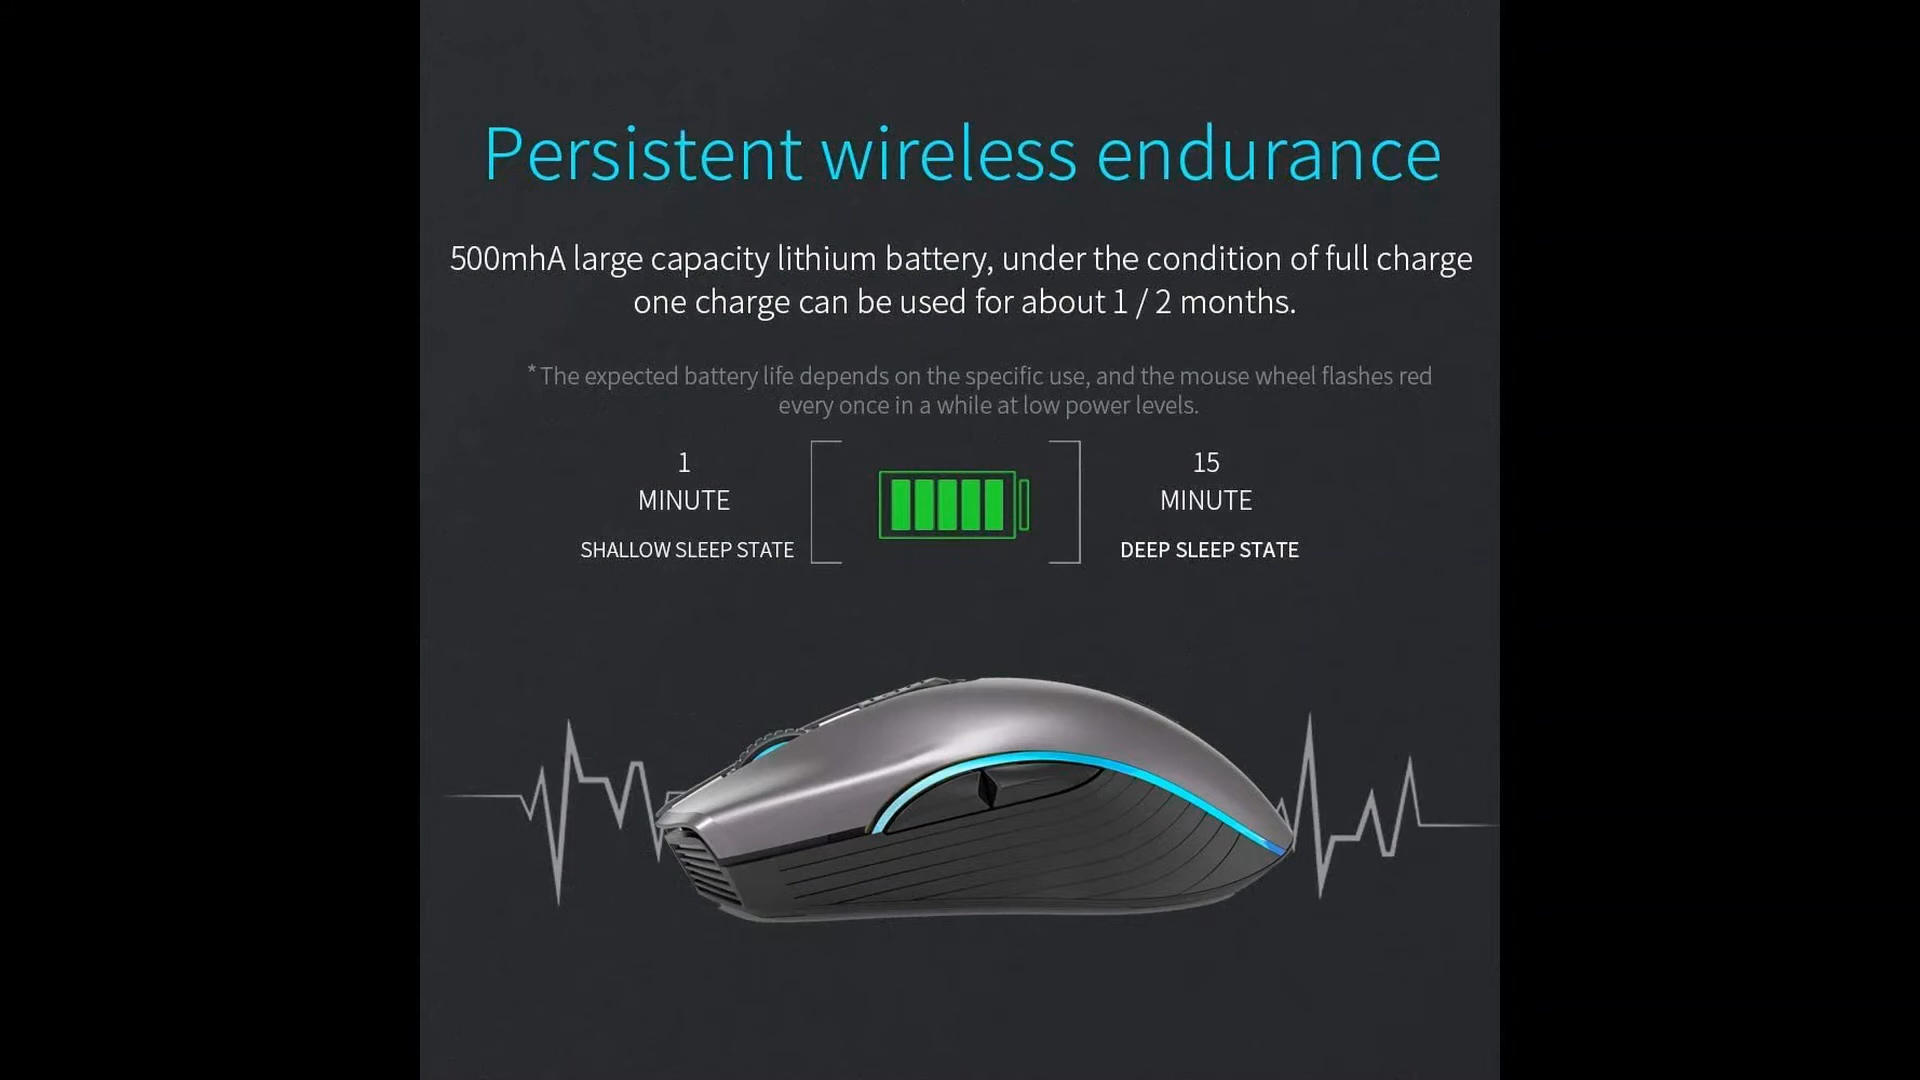 Persistent wireless endurance
500mhA large capacity lithium battery, under the condition of full charge
one charge can be used for about 1 / 2 months.
*The expected battery life depends on the specific use, and the mouse wheel flashes red
every once in a while at low power levels.
1
MINUTE
SHALLOW SLEEP STATE
15
MINUTE
DEEP SLEEP STATE